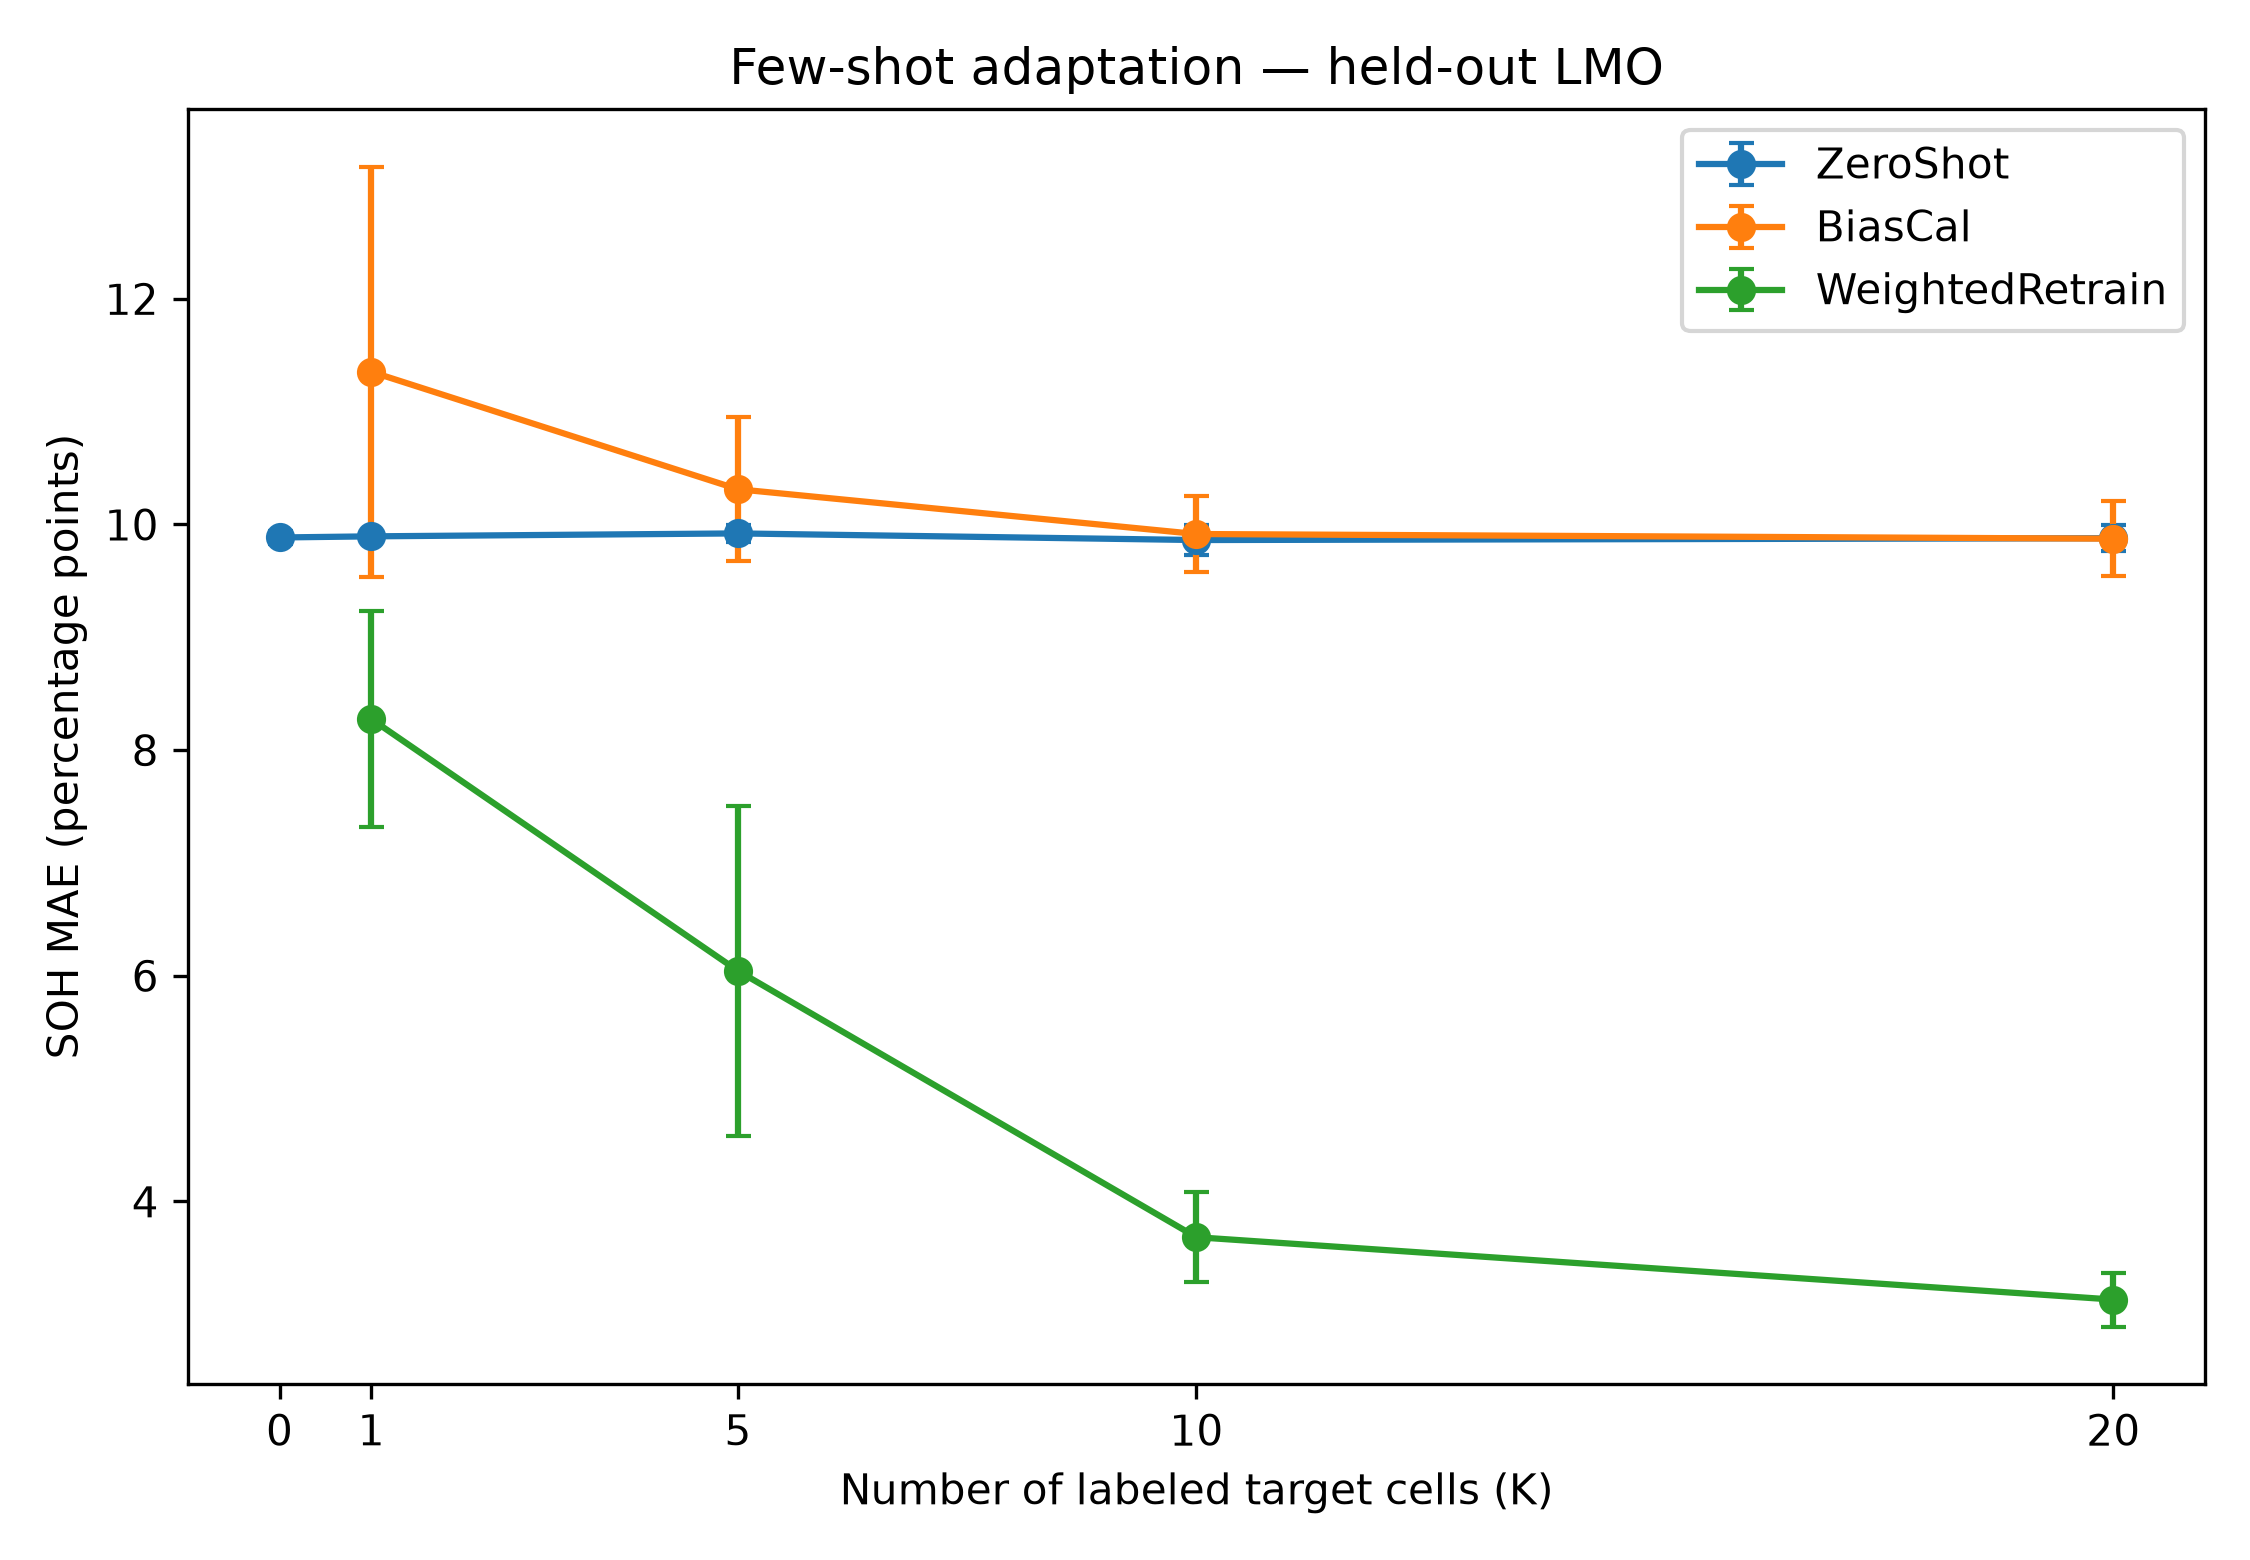 Few-shot adaptation — held-out LMO
ZeroShot
BiasCal
WeightedRetrain
SOH MAE (percentage points)
12
10
8
6
4
0 1 5 10 20
Number of labeled target cells (K)